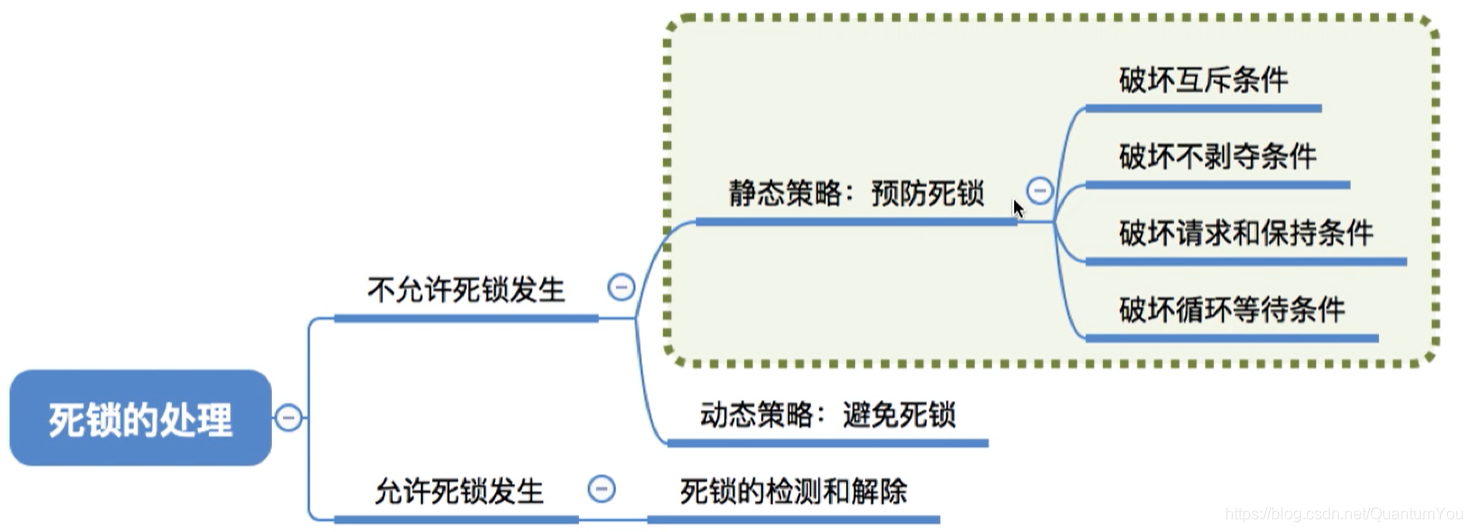 破坏互斥条件
破坏不剥夺条件
静态策略：预防死锁
破坏请求和保持条件
不允许死锁发生
破坏循环等待条件
死锁的处理
动态策略：避免死锁
允许死锁发生
死锁的检测和解除
https://blog.csdn.net/QuantumYou